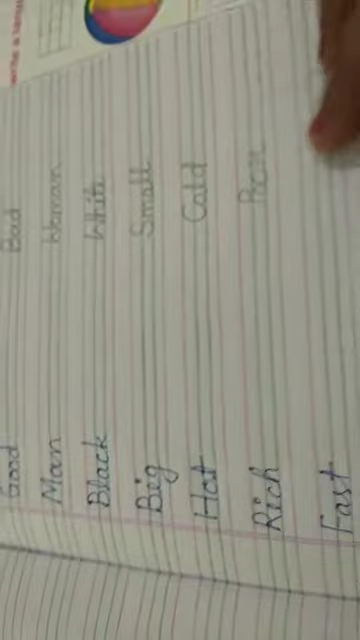 Good Bad
Man Woman
Black White
Big Small
Hot Cold
Rich Poor
Fast